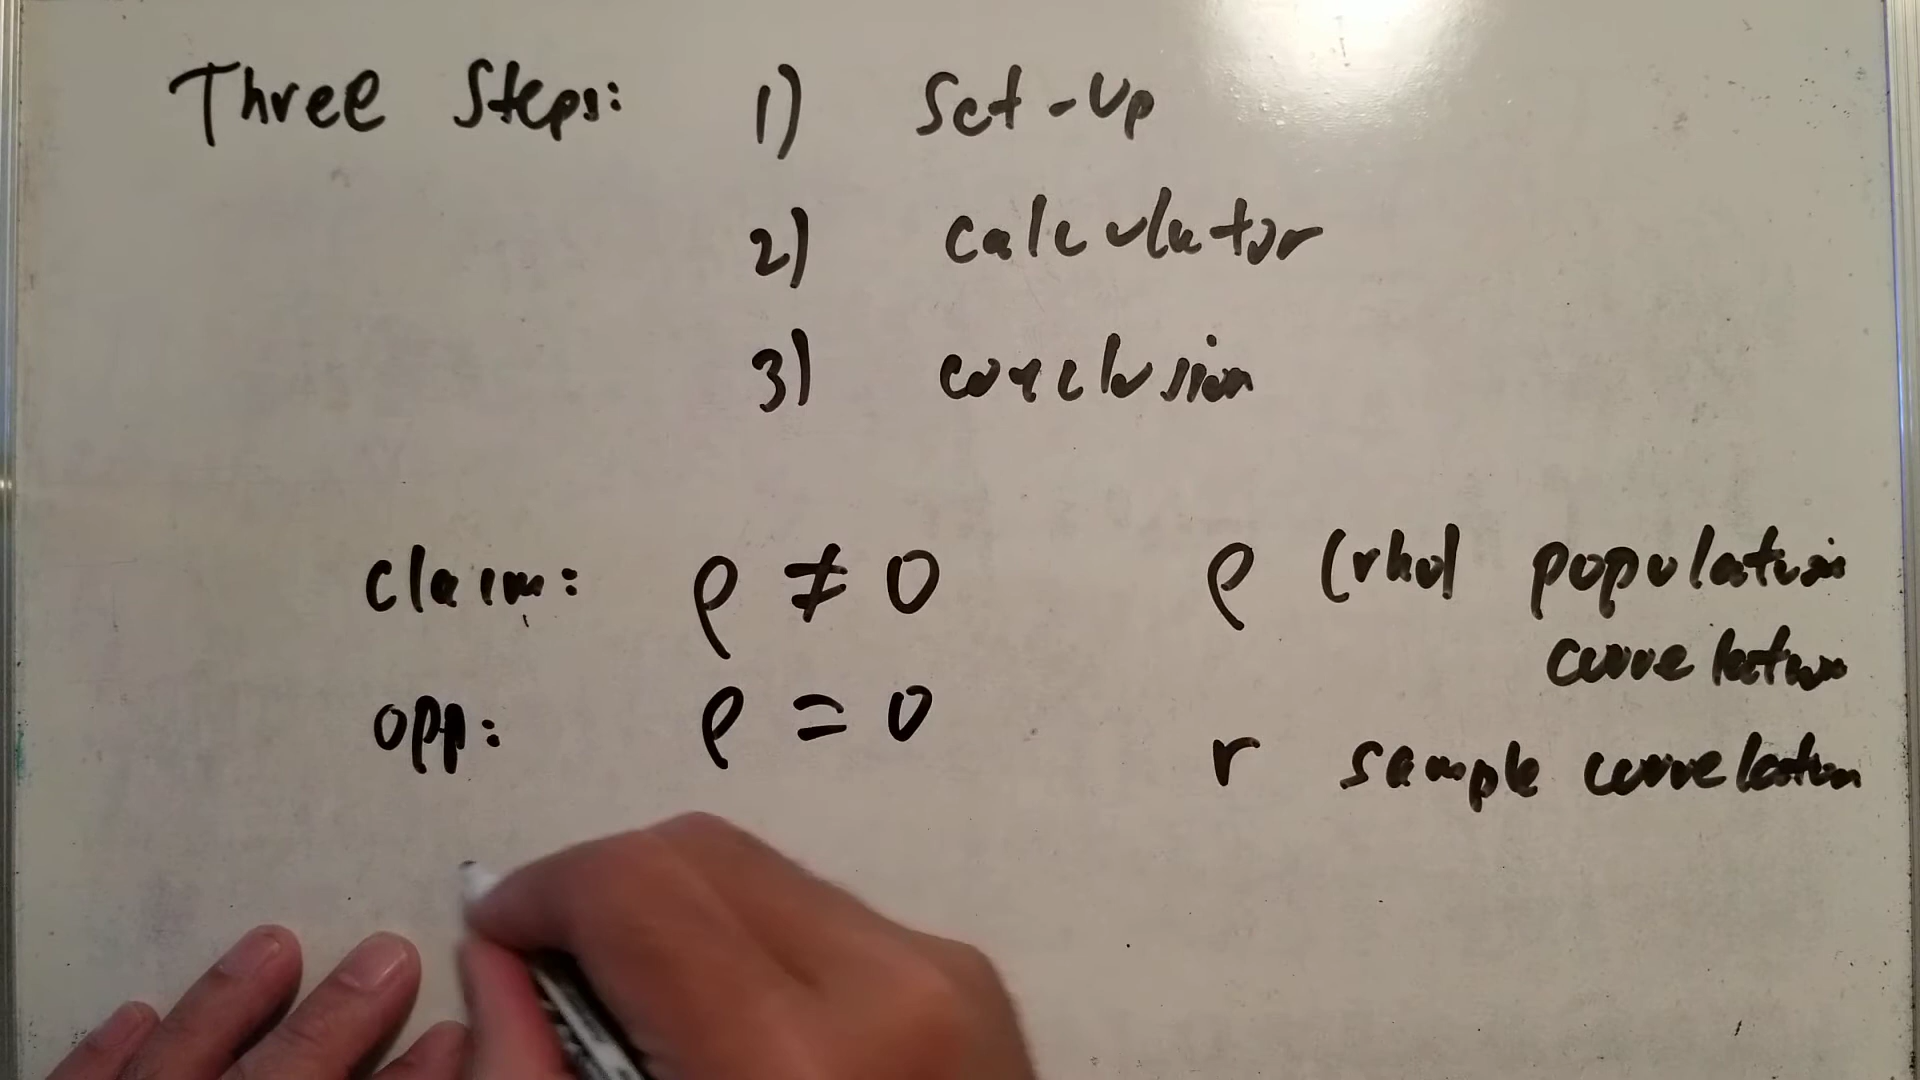 Three Steps: 1) Set-Up
2) calculator
3) conclusion
claim: ρ ≠ 0
opp: ρ = 0
ρ (rho) population
correlation
r sample correlation